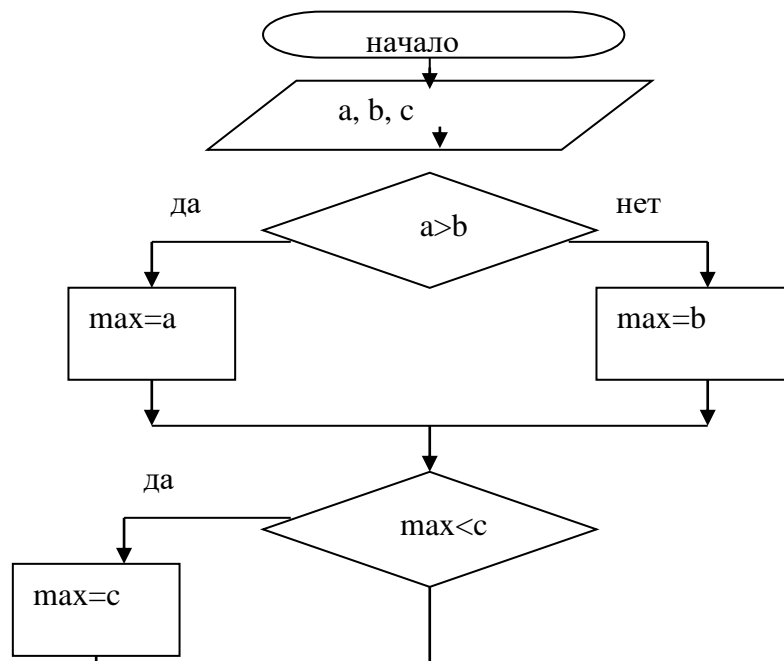 начало
a, b, c
да
a>b
нет
max=a
max=b
да
max<c
max=c